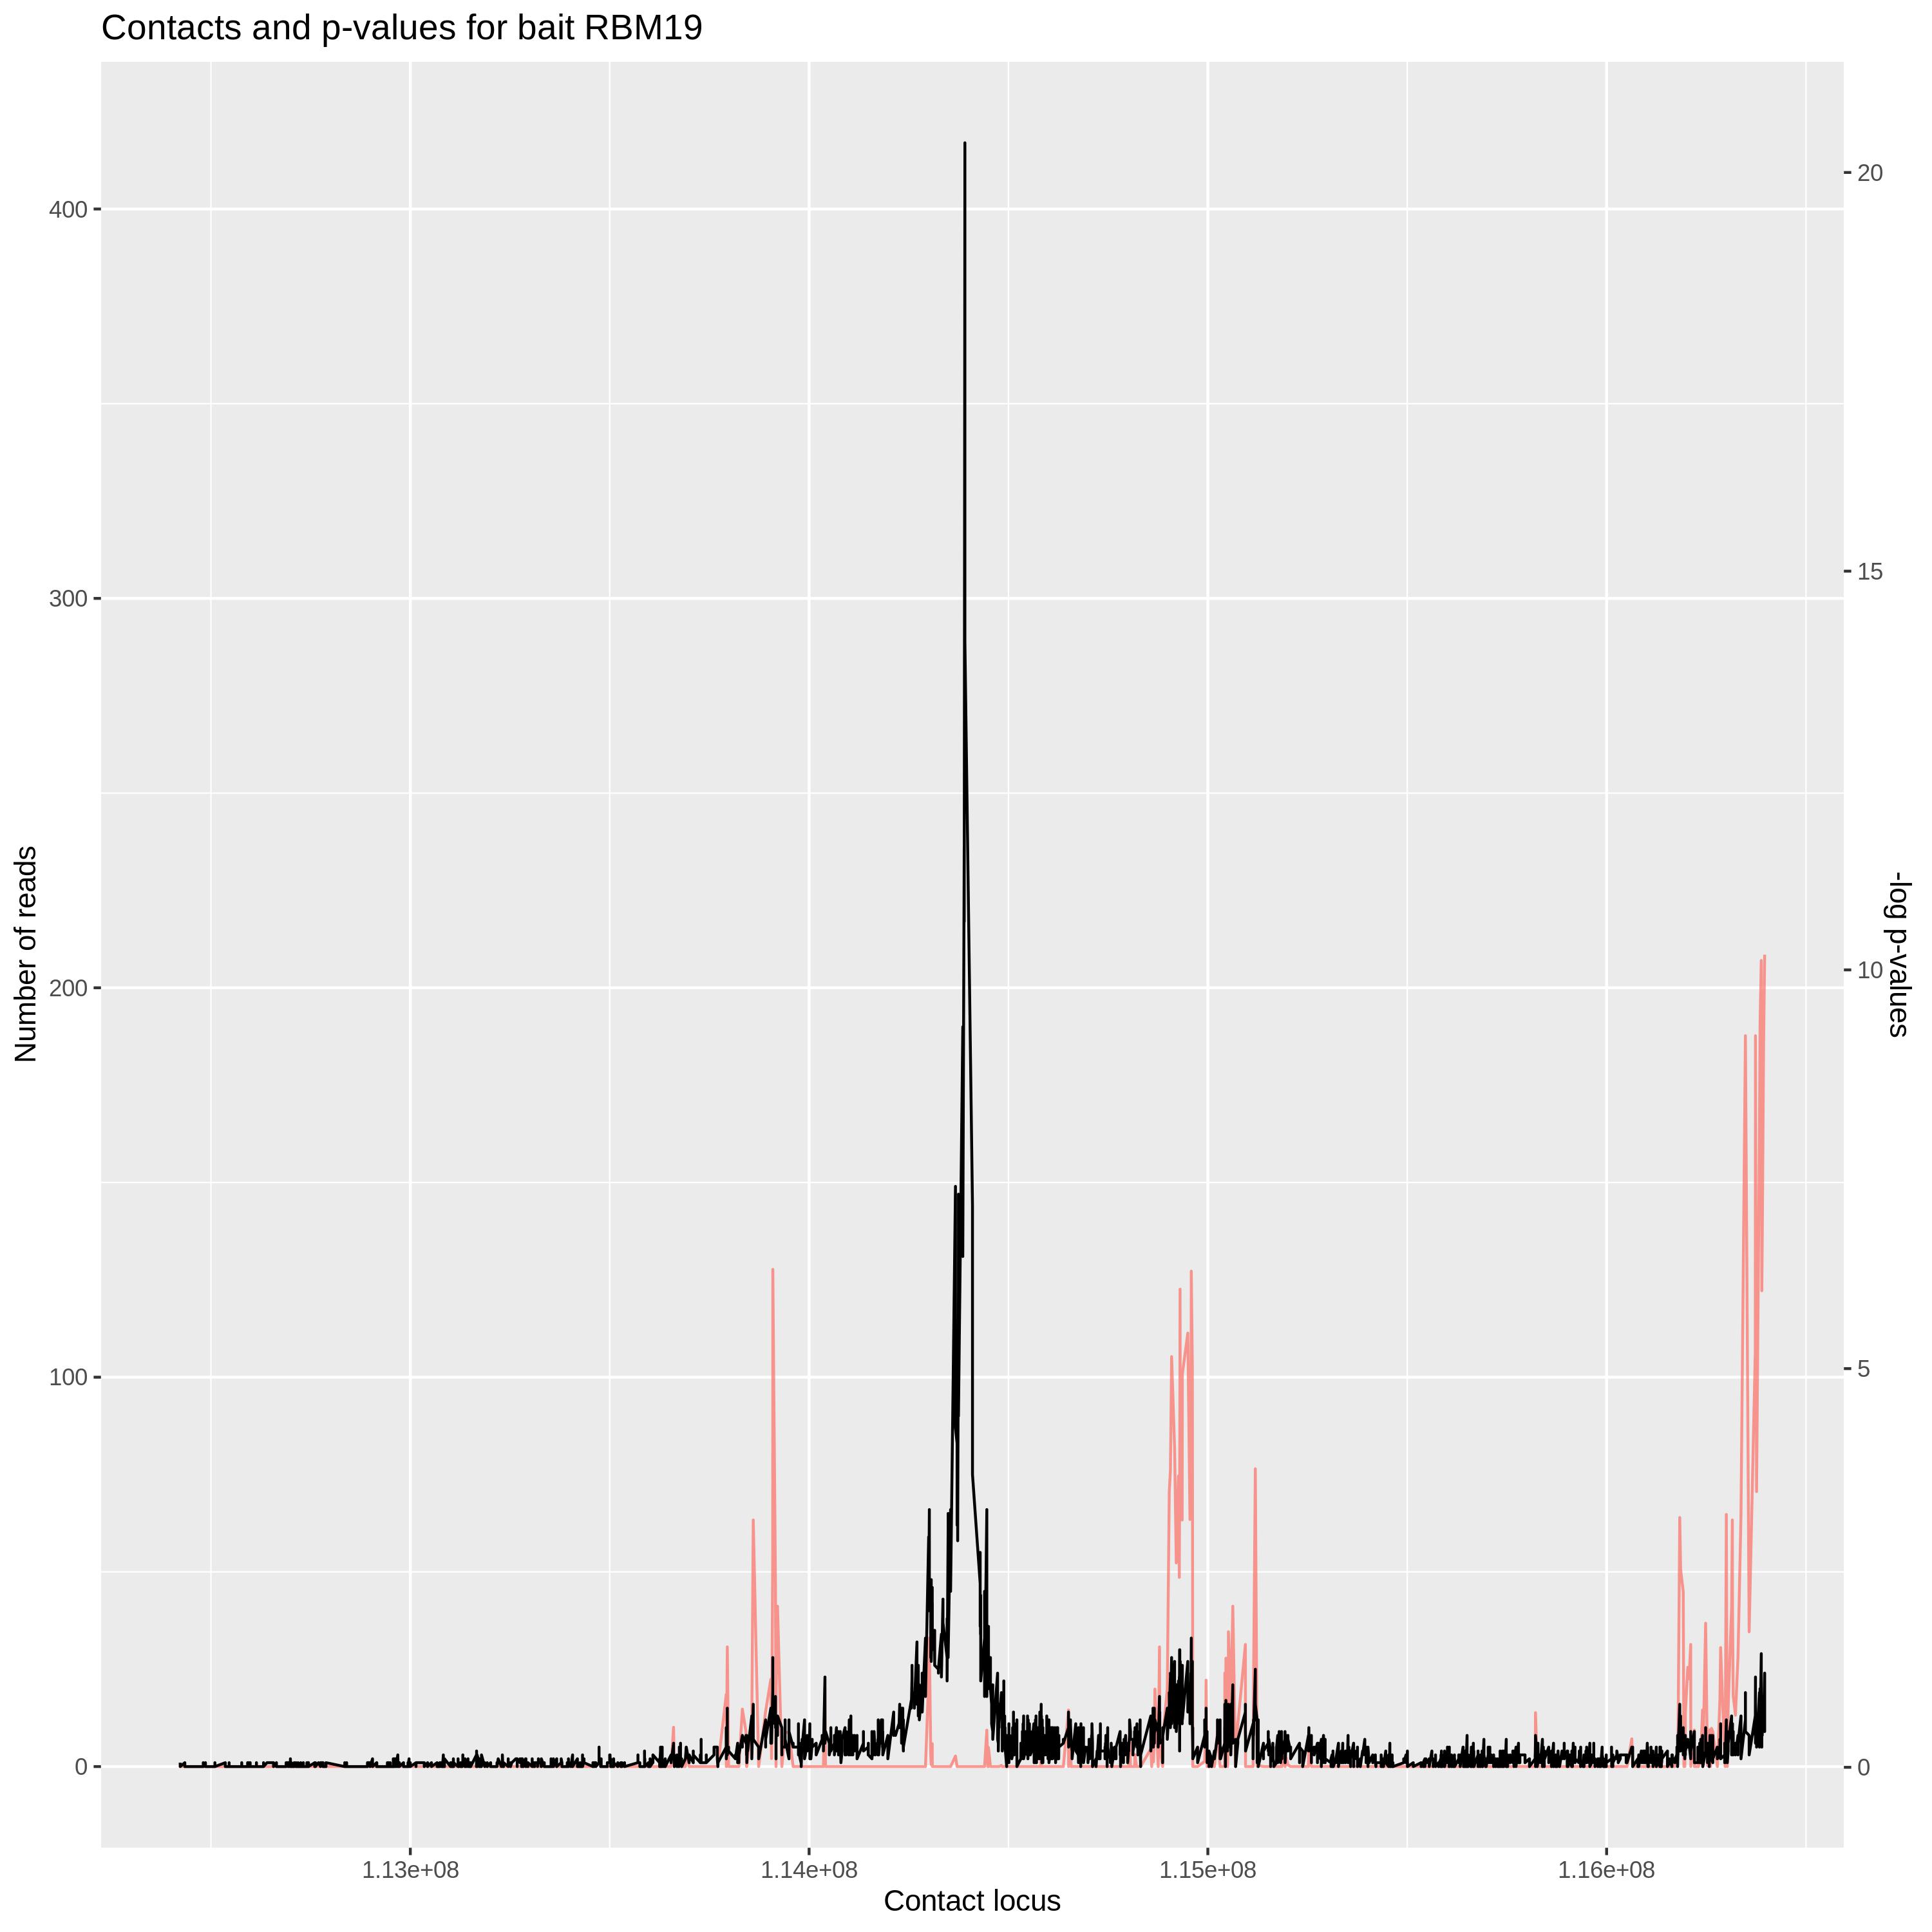 Contacts and p-values for bait RBM19
400
300
200
100
0
Number of reads
20
15
10
5
0
-log p-values
1.13e+08
1.14e+08
1.15e+08
1.16e+08
Contact locus